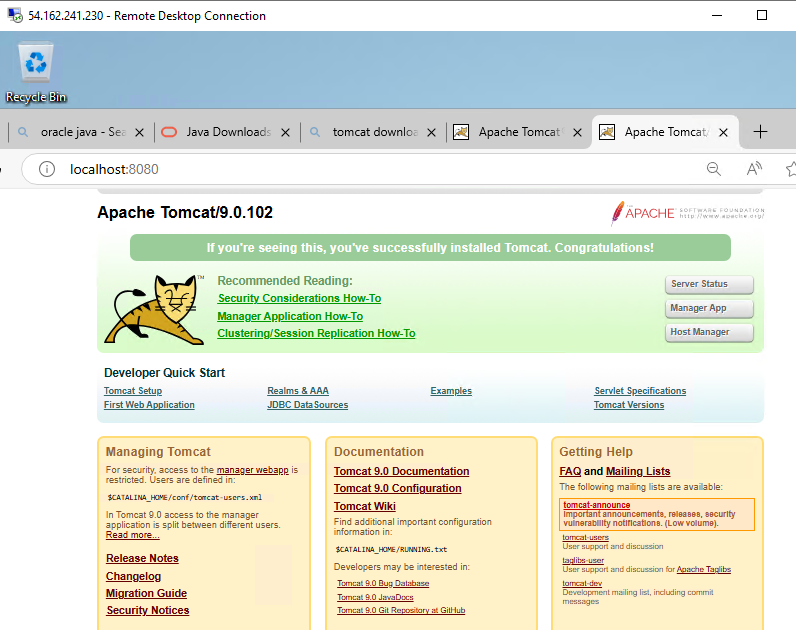 54.162.241.230 - Remote Desktop Connection
Recycle Bin
oracle java - Sea
Java Downloads
tomcat downloa
Apache Tomcat
Apache Tomcat/
localhost:8080
Apache Tomcat/9.0.102
THE APACHE SOFTWARE FOUNDATION
http://www.apache.org/
If you're seeing this, you've successfully installed Tomcat. Congratulations!
TM
Recommended Reading:
Security Considerations How-To
Manager Application How-To
Clustering/Session Replication How-To
Server Status
Manager App
Host Manager
Developer Quick Start
Tomcat Setup
First Web Application
Realms & AAA
JDBC DataSources
Examples
Servlet Specifications
Tomcat Versions
Managing Tomcat
For security, access to the manager webapp is
restricted. Users are defined in:
$CATALINA_HOME/conf/tomcat-users.xml
In Tomcat 9.0 access to the manager
application is split between different users.
Read more...
Release Notes
Changelog
Migration Guide
Security Notices
Documentation
Tomcat 9.0 Documentation
Tomcat 9.0 Configuration
Tomcat Wiki
Find additional important configuration
information in:
$CATALINA_HOME/RUNNING.txt
Developers may be interested in:
Tomcat 9.0 Bug Database
Tomcat 9.0 JavaDocs
Tomcat 9.0 Git Repository at GitHub
Getting Help
FAQ and Mailing Lists
The following mailing lists are available:
tomcat-announce
Important announcements, releases, security
vulnerability notifications. (Low volume).
tomcat-users
User support and discussion
taglibs-user
User support and discussion for Apache Taglibs
tomcat-dev
Development mailing list, including commit
messages